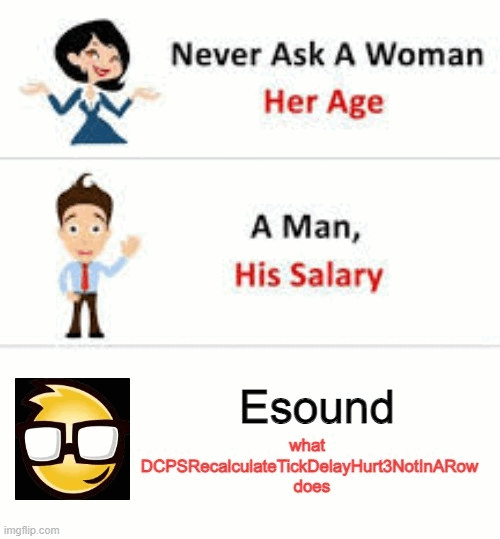 Never Ask A Woman
Her Age
A Man,
His Salary
Esound
what
DCPSRecalculateTickDelayHurt3NotInARow
does
imgflip.com